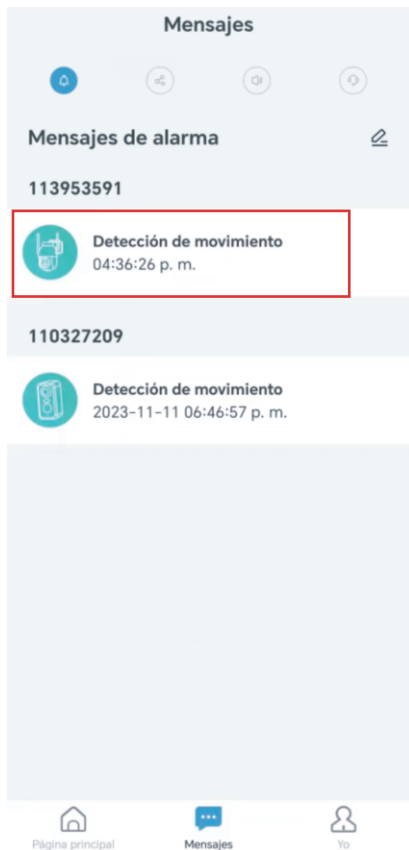 Mensajes
Mensajes de alarma
113953591
Detección de movimiento
04:36:26 p. m.
110327209
Detección de movimiento
2023-11-11 06:46:57 p. m.
Página principal
Mensajes
Yo